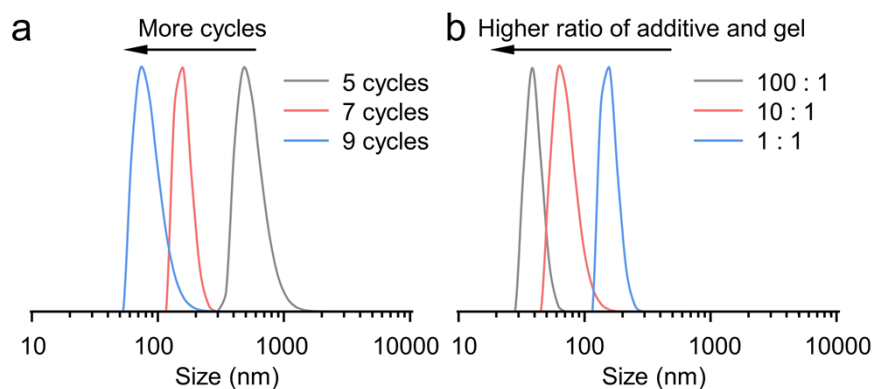 a
More cycles
5 cycles
7 cycles
9 cycles
10 100 1000 10000
Size (nm)
b
Higher ratio of additive and gel
100 : 1
10 : 1
1 : 1
10 100 1000 10000
Size (nm)